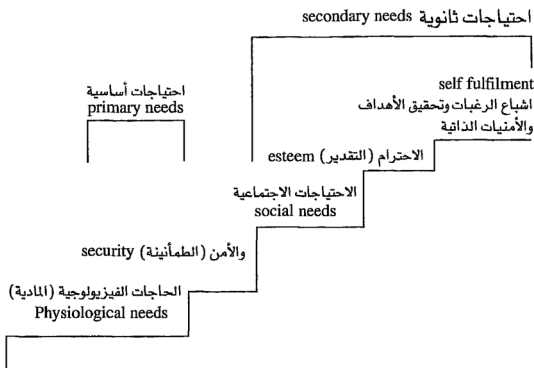 احتياجات ثانوية secondary needs
self fulfilment
اشباع الرغبات وتحقيق الأهداف
والأمنيات الذاتية
احتياجات أساسية
primary needs
الاحترام (التقدير) esteem
الاحتياجات الاجتماعية
social needs
والأمن (الطمأنينة) security
الحاجات الفيزيولوجية (المادية)
Physiological needs